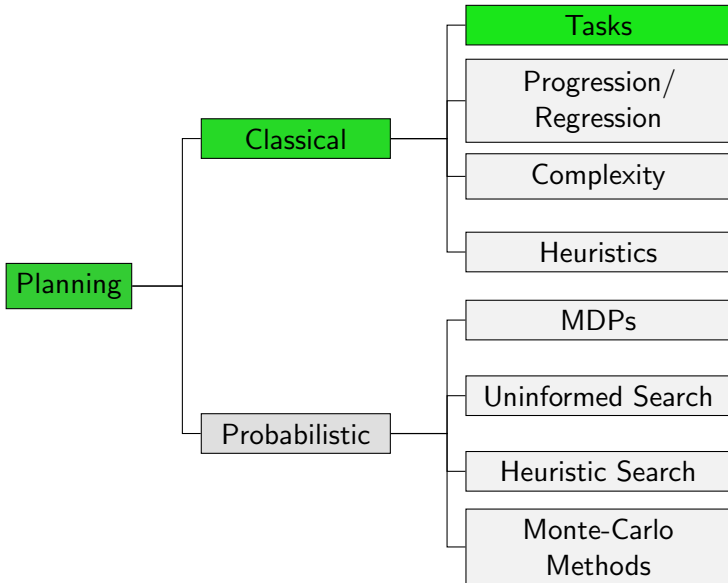 Planning
Classical
Tasks
Progression/
Regression
Complexity
Heuristics
Probabilistic
MDPs
Uninformed Search
Heuristic Search
Monte-Carlo
Methods